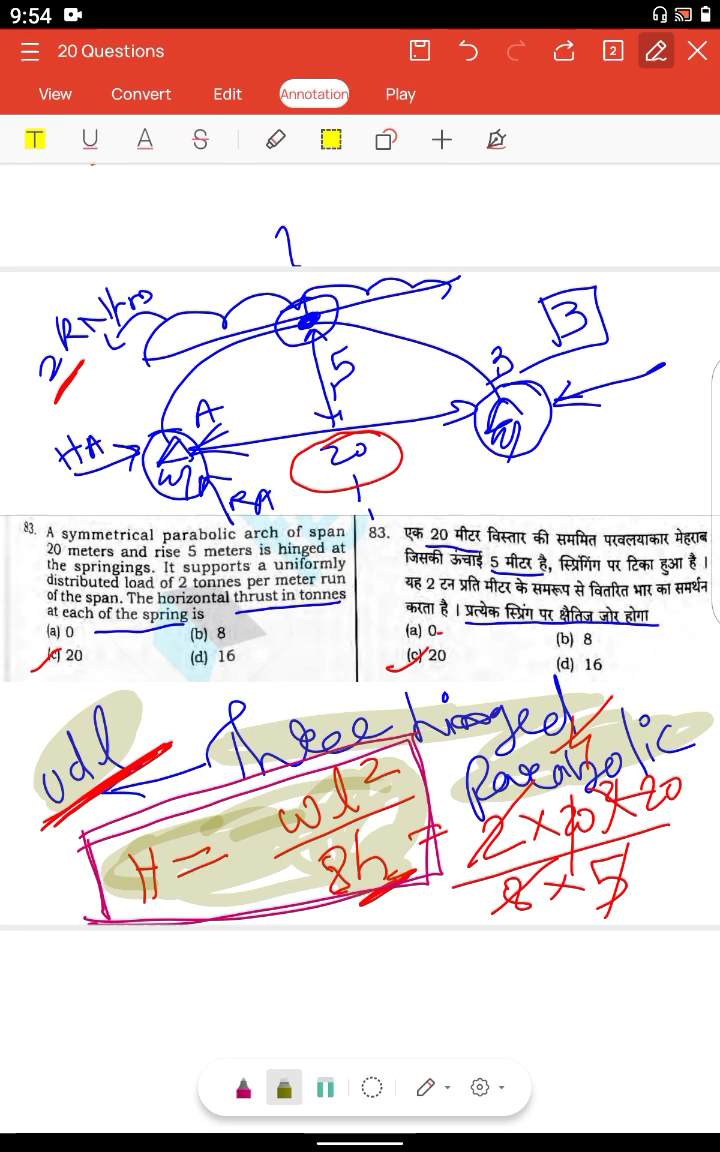 9:54
20 Questions
2
View Convert Edit Annotation Play
T U A S
2 kN/m
5
3
3
A
HA
20
RA
83. A symmetrical parabolic arch of span
20 meters and rise 5 meters is hinged at
the springings. It supports a uniformly
distributed load of 2 tonnes per meter run
of the span. The horizontal thrust in tonnes
at each of the spring is
(a) 0 (b) 8
(c) 20 (d) 16
83. एक 20 मीटर विस्तार की सममित परवलयाकार मेहराब
जिसकी ऊंचाई 5 मीटर है, स्प्रिंगिंग पर टिका हुआ है ।
यह 2 टन प्रति मीटर के समरूप से वितरित भार का समर्थन
करता है । प्रत्येक स्प्रिंग पर क्षैतिज जोर होगा
(a) 0 (b) 8
(c) 20 (d) 16
udl three hinged
Parabolic
H = wl²/8h = 2×20×20/8×5